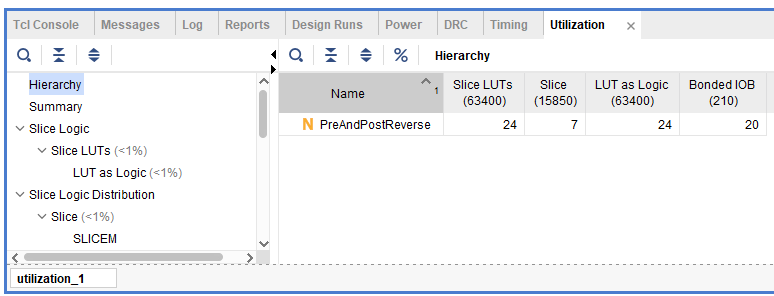 Tcl Console Messages Log Reports Design Runs Power DRC Timing Utilization
Hierarchy
Hierarchy
Summary
Slice Logic
Slice LUTs (<1%)
LUT as Logic (<1%)
Slice Logic Distribution
Slice (<1%)
SLICEM
Name 1 Slice LUTs (63400) Slice (15850) LUT as Logic (63400) Bonded IOB (210)
N PreAndPostReverse 24 7 24 20
utilization_1